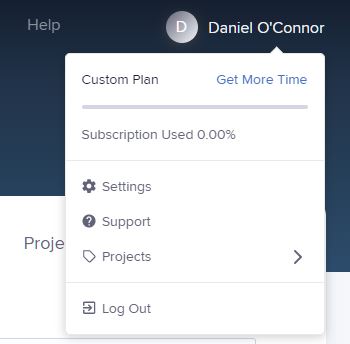 Help
D
Daniel O'Connor
Custom Plan
Get More Time
Subscription Used 0.00%
Settings
Support
Proje
Projects
Log Out